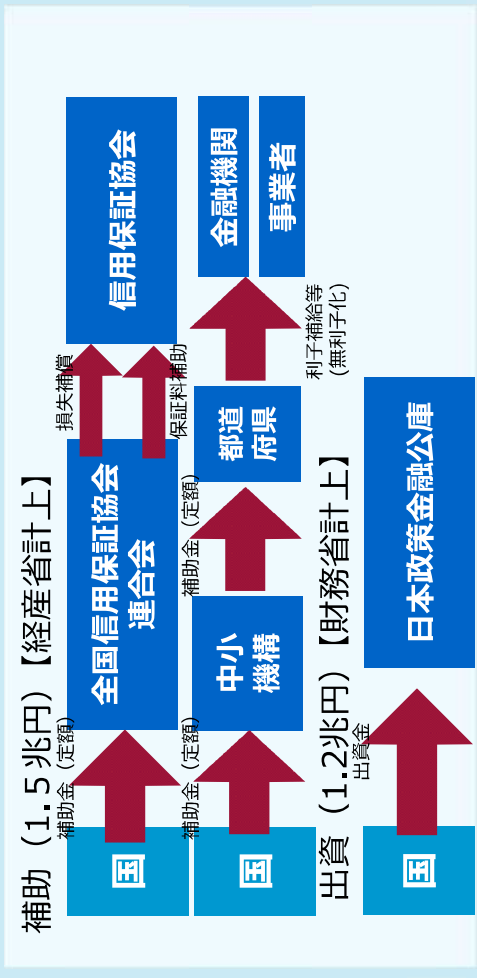 補助（1.5兆円）【経産省計上】
補助金（定額）
損失補償
国
全国信用保証協会
連合会
信用保証協会
保証料補助
補助金（定額）
補助金（定額）
国
中小
機構
都道
府県
金融機関
事業者
利子補給等
（無利子化）
出資（1.2兆円）【財務省計上】
出資金
国
日本政策金融公庫